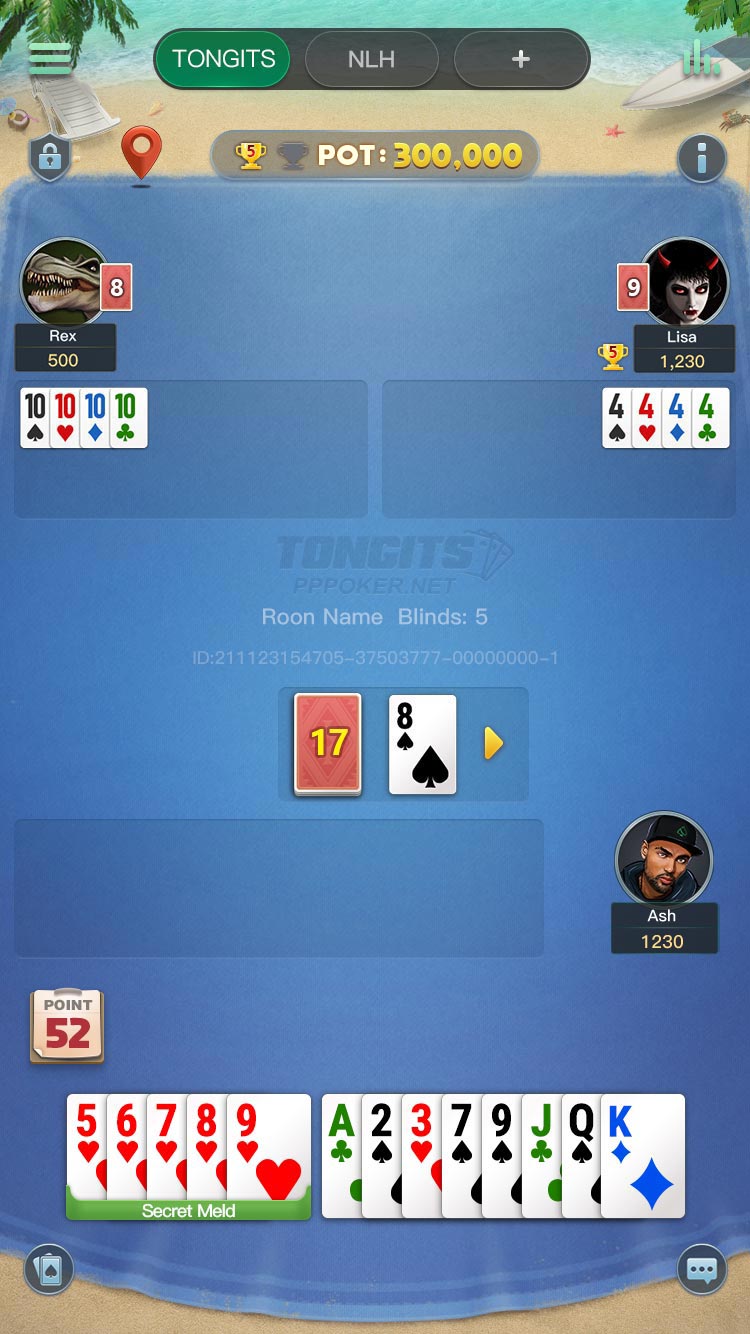 TONGITS NLH +
5 POT: 300,000
8 9
Rex Lisa
500 5 1,230
10 10 10 10 4 4 4 4
TONGITS
PPPOKER.NET
Roon Name Blinds: 5
ID:211123154705-37503777-00000000-1
17 8
Ash
1230
POINT
52
5 6 7 8 9 A 2 3 7 9 J Q K
Secret Meld